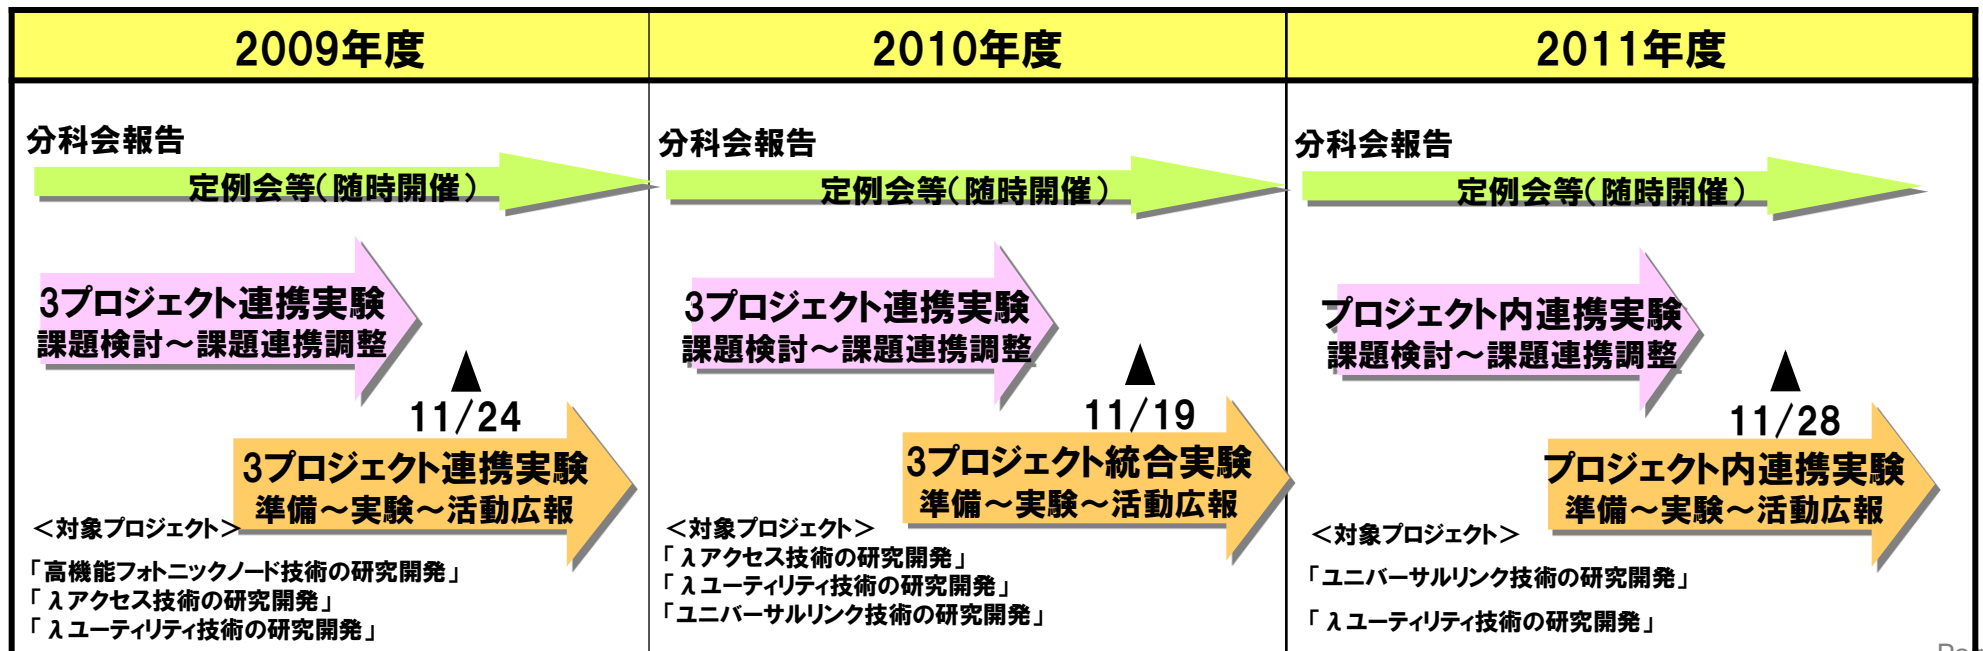 2009年度
2010年度
2011年度
分科会報告
定例会等(随時開催)
3プロジェクト連携実験
課題検討～課題連携調整
▲
11/24
3プロジェクト連携実験
準備～実験～活動広報
＜対象プロジェクト＞
「高機能フォトニックノード技術の研究開発」
「λアクセス技術の研究開発」
「λユーティリティ技術の研究開発」
分科会報告
定例会等(随時開催)
3プロジェクト連携実験
課題検討～課題連携調整
▲
11/19
3プロジェクト統合実験
準備～実験～活動広報
＜対象プロジェクト＞
「λアクセス技術の研究開発」
「λユーティリティ技術の研究開発」
「ユニバーサルリンク技術の研究開発」
分科会報告
定例会等(随時開催)
プロジェクト内連携実験
課題検討～課題連携調整
▲
11/28
プロジェクト内連携実験
準備～実験～活動広報
＜対象プロジェクト＞
「ユニバーサルリンク技術の研究開発」
「λユーティリティ技術の研究開発」